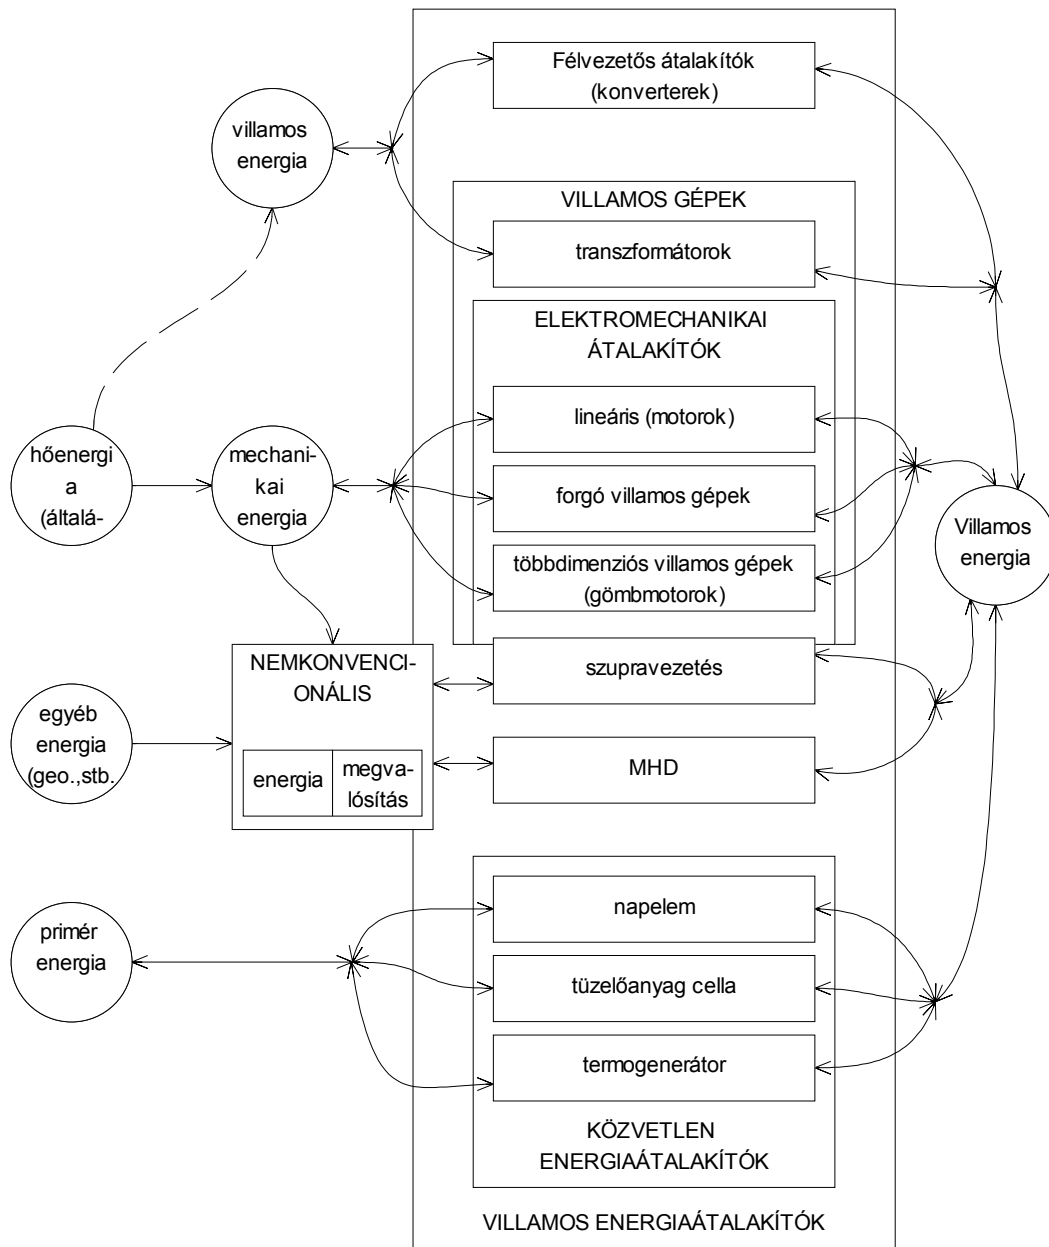 Félvezetős átalakítók
(konverterek)
villamos
energia
VILLAMOS GÉPEK
transzformátorok
ELEKTROMECHANIKAI
ÁTALAKÍTÓK
lineáris (motorok)
hőenergi
a
(általá-
mechani-
kai
energia
forgó villamos gépek
Villamos
energia
többdimenziós villamos gépek
(gömbmotorok)
NEMKONVENCI-
ONÁLIS
szupravezetés
egyéb
energia
(geo.,stb.
energia
megva-
lósítás
MHD
napelem
primér
energia
tüzelőanyag cella
termogenerátor
KÖZVETLEN
ENERGIAÁTALAKÍTÓK
VILLAMOS ENERGIAÁTALAKÍTÓK